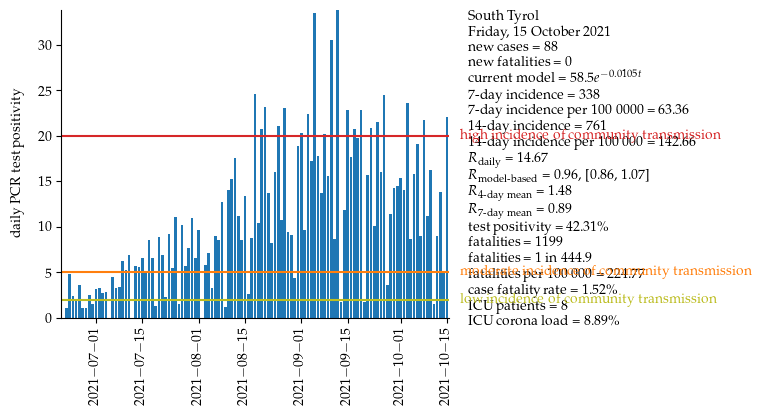 South Tyrol
Friday, 15 October 2021
new cases = 88
new fatalities = 0
current model = 58.5e^{−0.0105t}
7-day incidence = 338
7-day incidence per 100 0000 = 63.36
14-day incidence = 761
high incidence of community transmission
14-day incidence per 100 000 = 142.66
R_daily = 14.67
R_model-based = 0.96, [0.86, 1.07]
R_4-day mean = 1.48
R_7-day mean = 0.89
test positivity = 42.31%
fatalities = 1199
fatalities = 1 in 444.9
moderate incidence of community transmission
fatalities per 100 000 = 224.77
case fatality rate = 1.52%
low incidence of community transmission
ICU patients = 8
ICU corona load = 8.89%
daily PCR test positivity
30
25
20
15
10
5
0
2021−07−01
2021−07−15
2021−08−01
2021−08−15
2021−09−01
2021−09−15
2021−10−01
2021−10−15